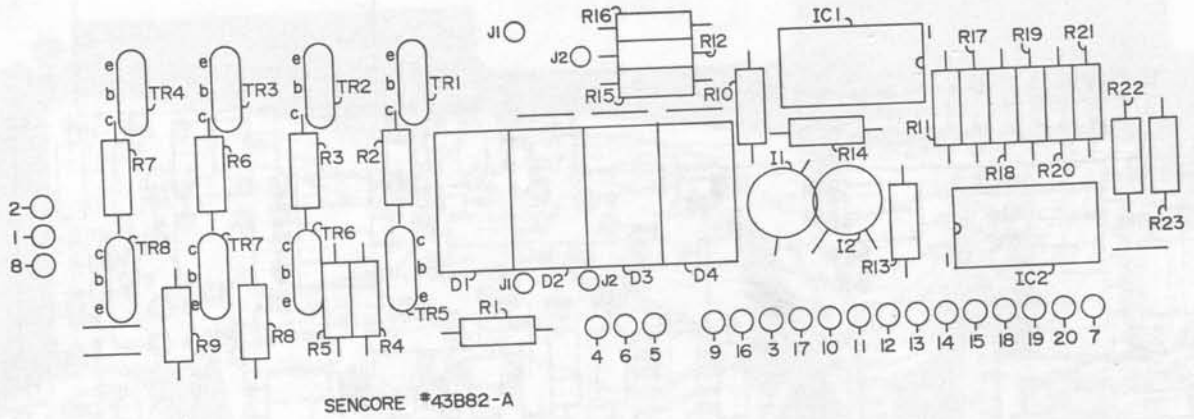 R16
IC1
1
R17
R19
R21
J1
J2
R12
R15
R10
R22
e
b
c
TR4
e
b
c
TR3
e
b
c
TR2
e
b
c
TR1
R7
R6
R3
R2
R11
R14
R18
R20
I1
I2
R13
R23
2
1
8
TR8
c
b
e
TR7
c
b
e
TR6
c
b
e
c
b
e
TR5
D1
J1
D2
J2
D3
D4
1
IC2
R9
R8
R5
R4
R1
4
6
5
9
16
3
17
10
11
12
13
14
15
18
19
20
7
SENCORE #43B82-A